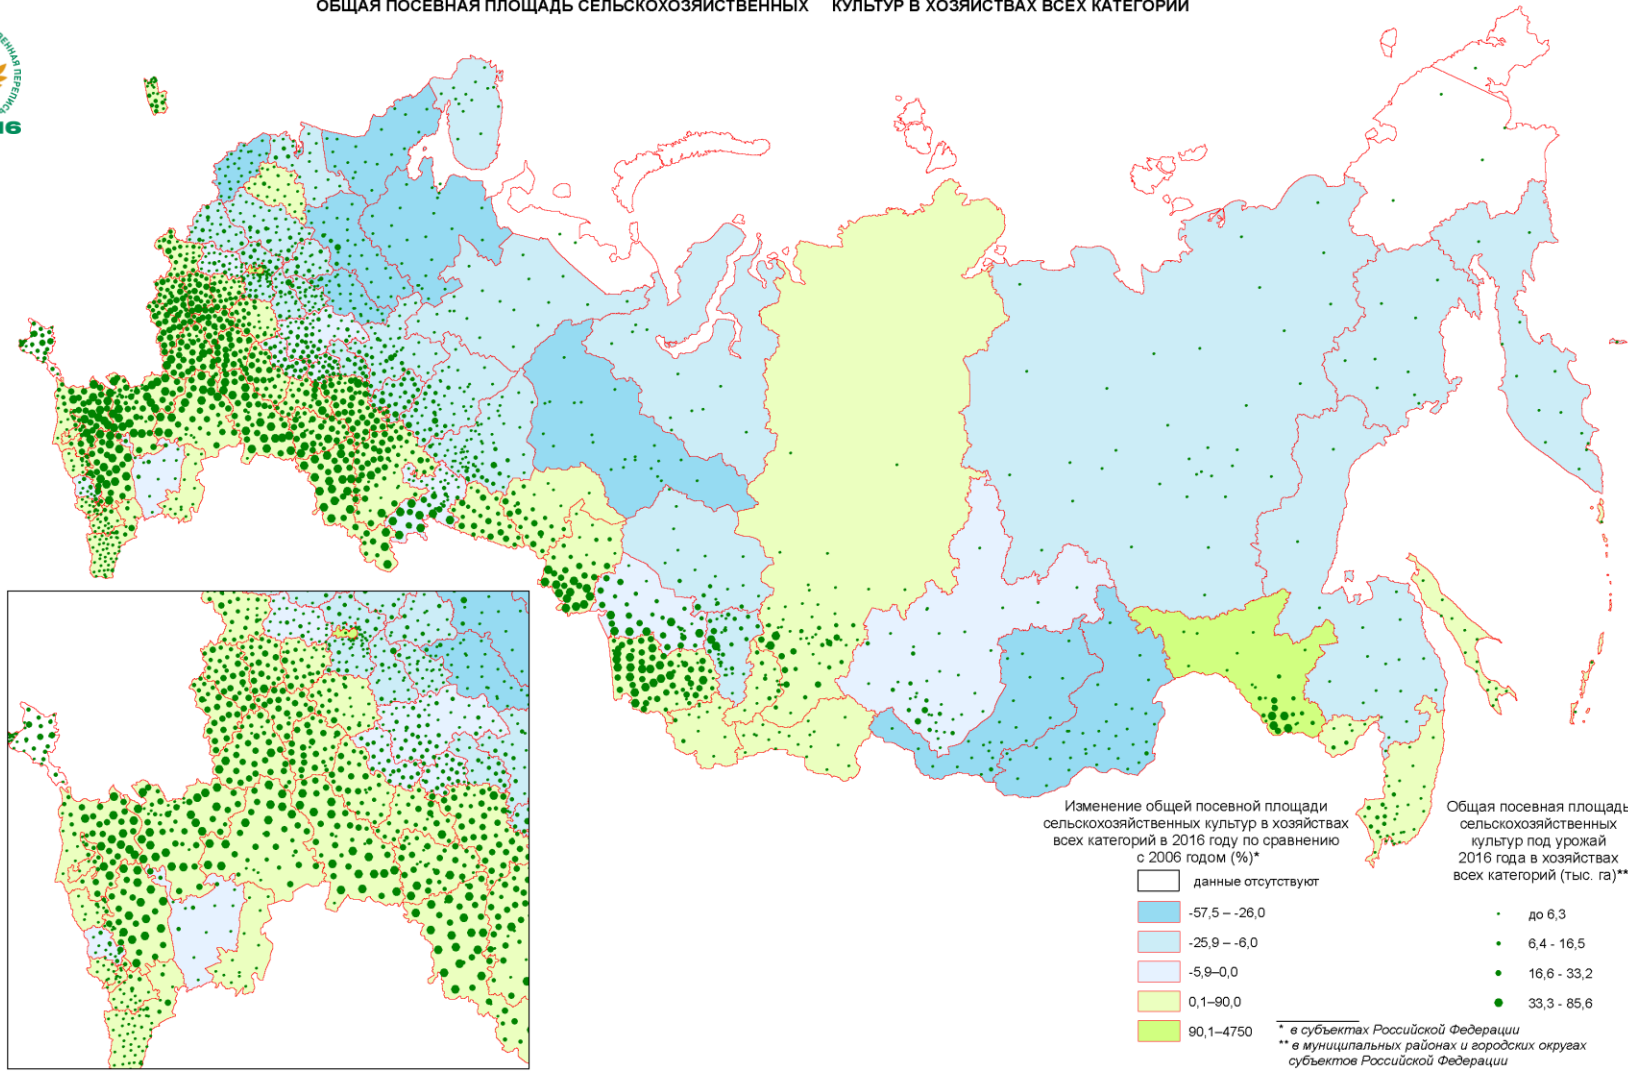 ОБЩАЯ ПОСЕВНАЯ ПЛОЩАДЬ СЕЛЬСКОХОЗЯЙСТВЕННЫХ КУЛЬТУР В ХОЗЯЙСТВАХ ВСЕХ КАТЕГОРИЙ
16
Изменение общей посевной площади
сельскохозяйственных культур в хозяйствах
всех категорий в 2016 году по сравнению
с 2006 годом (%)*
данные отсутствуют
-57,5 – -26,0
-25,9 – -6,0
-5,9–0,0
0,1–90,0
90,1–4750
Общая посевная площадь
сельскохозяйственных
культур под урожай
2016 года в хозяйствах
всех категорий (тыс. га)**
до 6,3
6,4 - 16,5
16,6 - 33,2
33,3 - 85,6
* в субъектах Российской Федерации
** в муниципальных районах и городских округах
субъектов Российской Федерации